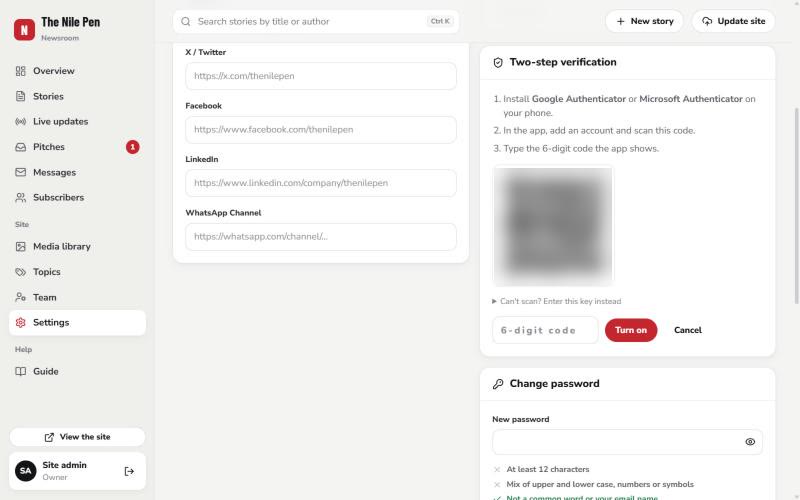 N
The Nile Pen
Newsroom
Overview
Stories
Live updates
Pitches 1
Messages
Subscribers
Site
Media library
Topics
Team
Settings
Help
Guide
View the site
SA
Site admin
Owner
Search stories by title or author
Ctrl K
New story
Update site
X / Twitter
https://x.com/thenilepen
Facebook
https://www.facebook.com/thenilepen
LinkedIn
https://www.linkedin.com/company/thenilepen
WhatsApp Channel
https://whatsapp.com/channel/...
Two-step verification
1. Install Google Authenticator or Microsoft Authenticator on
your phone.
2. In the app, add an account and scan this code.
3. Type the 6-digit code the app shows.
Can't scan? Enter this key instead
6-digit code
Turn on
Cancel
Change password
New password
At least 12 characters
Mix of upper and lower case, numbers or symbols
Not a common word or your email name